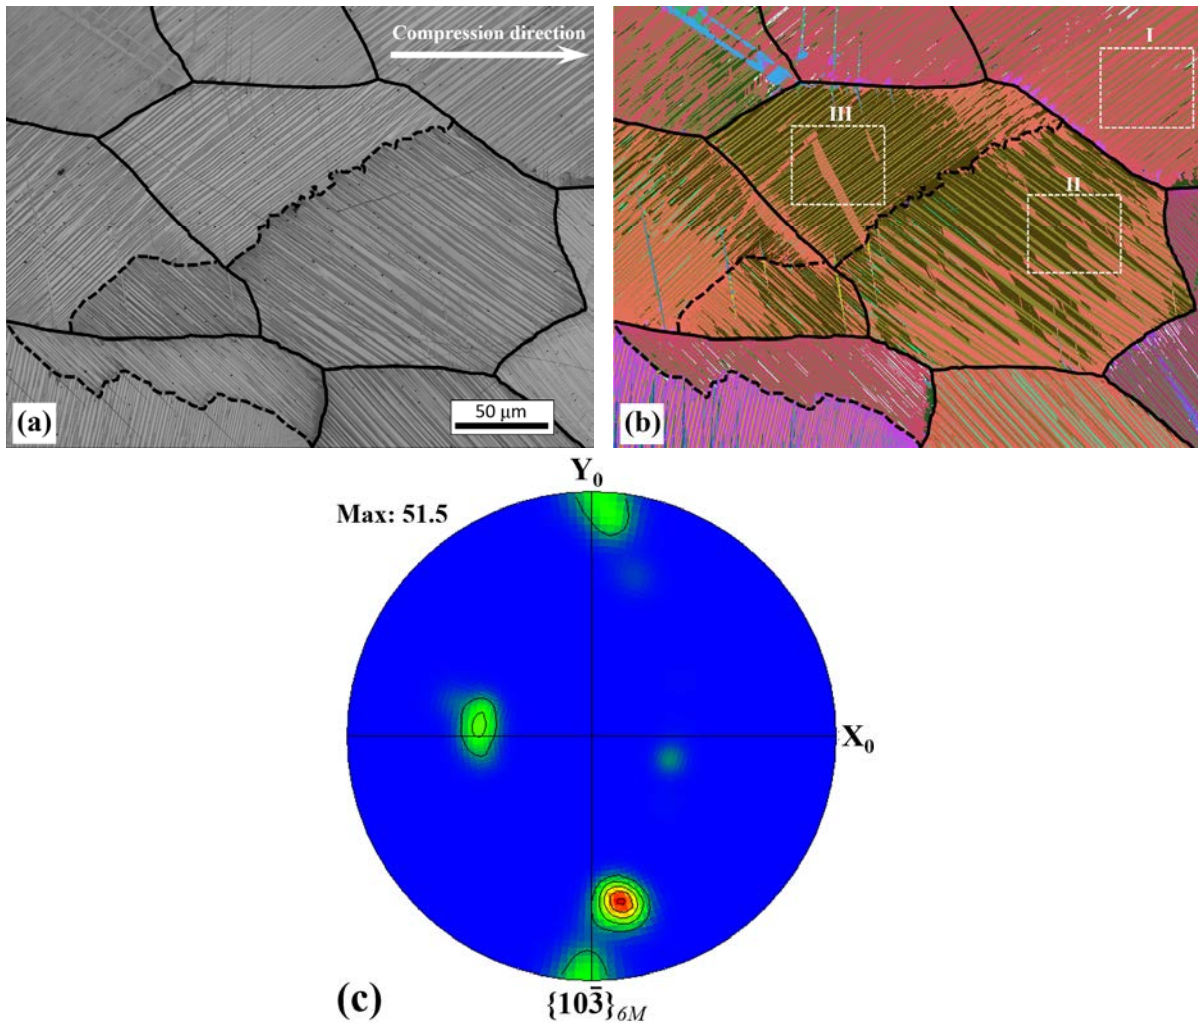 Compression direction
(a)
50 μm
I
III
II
(b)
Y₀
Max: 51.5
X₀
(c)
{103̄}₆M